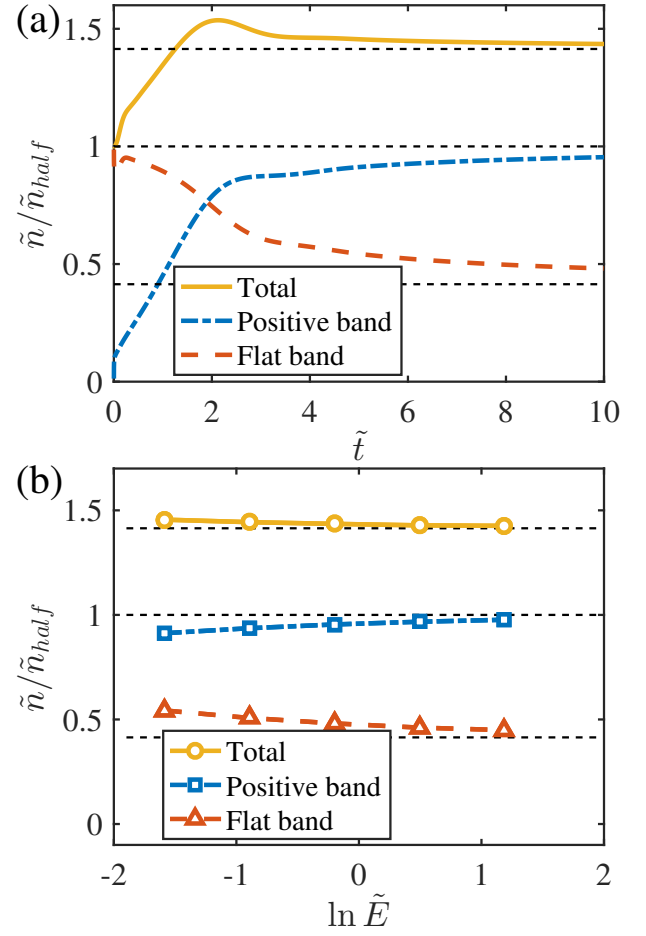 (a)
1.5
1
0.5
0
ñ/ñ_half
Total
Positive band
Flat band
0 2 4 6 8 10
t̃
(b)
1.5
1
0.5
0
ñ/ñ_half
Total
Positive band
Flat band
-2 -1 0 1 2
ln Ẽ